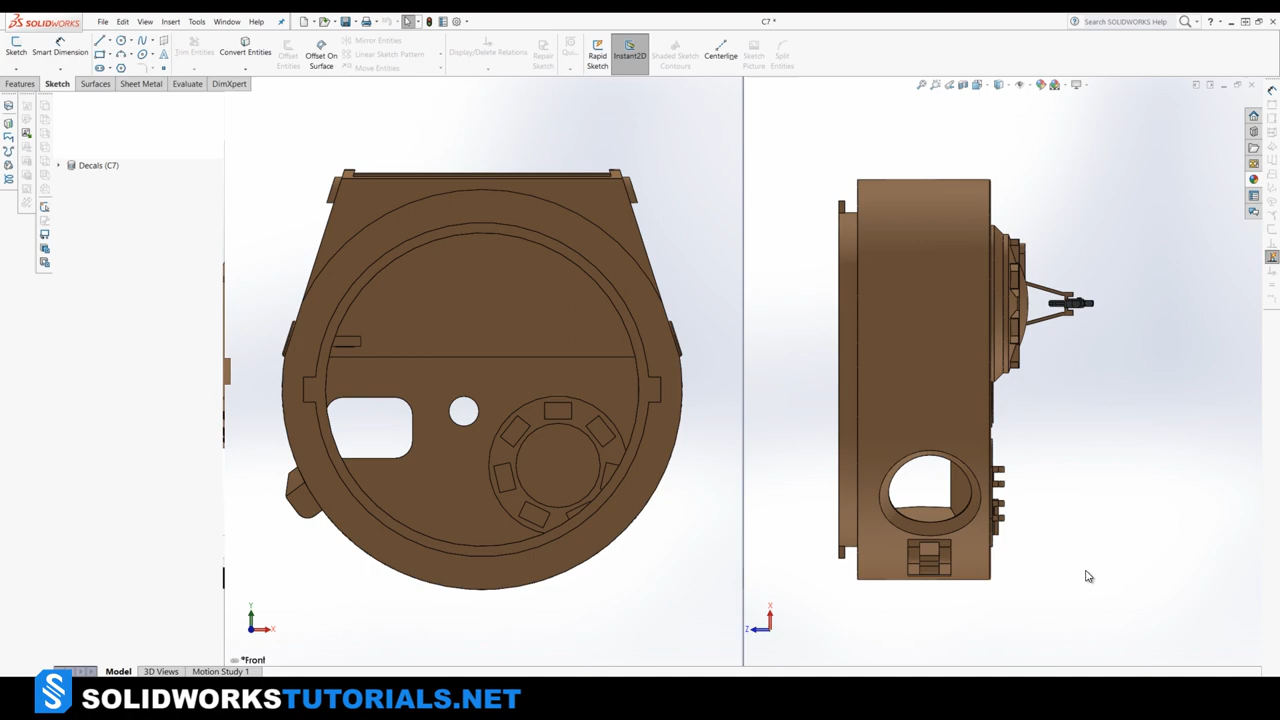 SOLIDWORKS File Edit View Insert Tools Window Help C7 * Search SOLIDWORKS Help
Sketch Smart Dimension Trim Entities Convert Entities Offset Entities Offset On Surface Mirror Entities Linear Sketch Pattern Move Entities Display/Delete Relations Repair Sketch Qui... Rapid Sketch Instant2D Shaded Sketch Contours Centerline Sketch Picture Split Entities
Features Sketch Surfaces Sheet Metal Evaluate DimXpert
Decals (C7)
Y
X
X
Z
*Front
Model 3D Views Motion Study 1
SOLIDWORKSTUTORIALS.NET